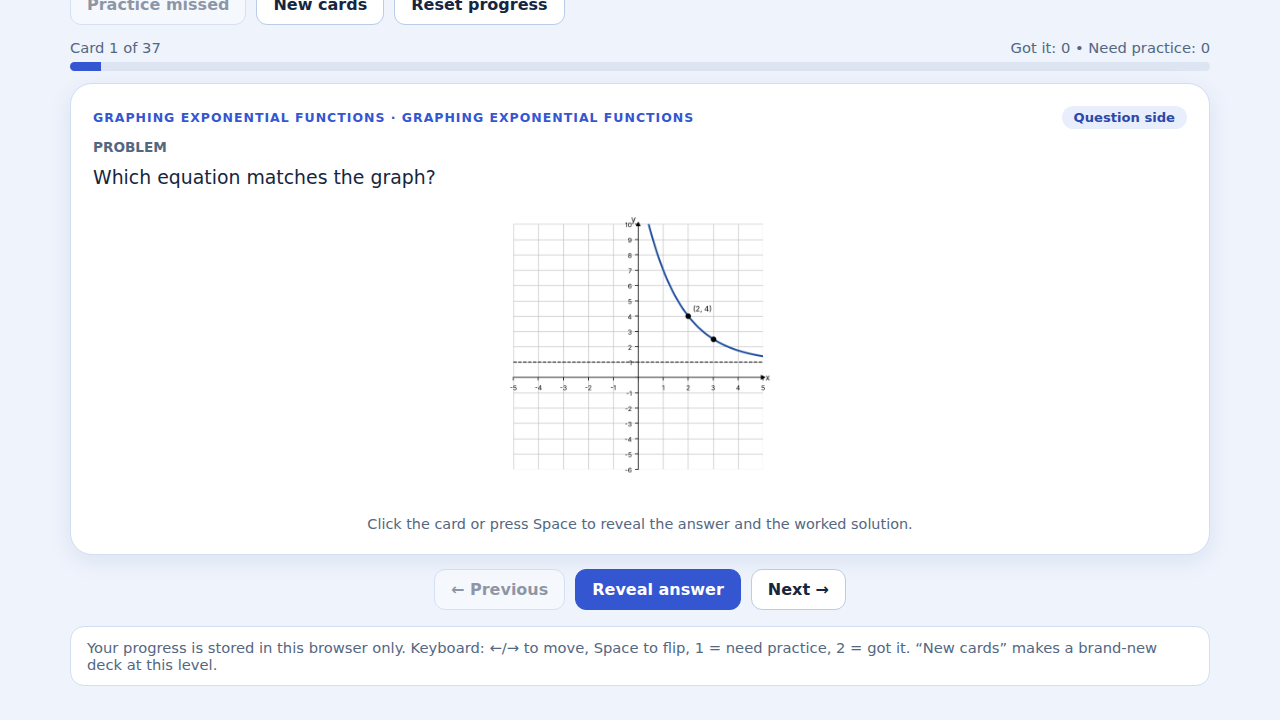 Practice missed New cards Reset progress
Card 1 of 37 Got it: 0 • Need practice: 0
GRAPHING EXPONENTIAL FUNCTIONS · GRAPHING EXPONENTIAL FUNCTIONS Question side
PROBLEM
Which equation matches the graph?
y
10
9
8
7
6
5
(2, 4)
4
3
2
1
x
-5 -4 -3 -2 -1 1 2 3 4 5
-1
-2
-3
-4
-5
-6
Click the card or press Space to reveal the answer and the worked solution.
← Previous Reveal answer Next →
Your progress is stored in this browser only. Keyboard: ←/→ to move, Space to flip, 1 = need practice, 2 = got it. “New cards” makes a brand-new
deck at this level.